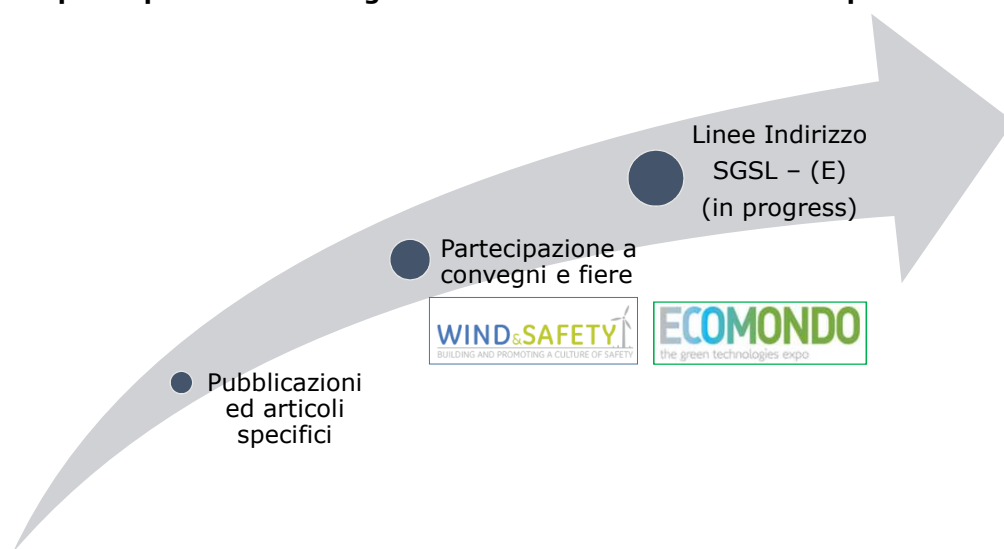 Linee Indirizzo
SGSL – (E)
(in progress)
Partecipazione a
convegni e fiere
WIND&SAFETY
BUILDING AND PROMOTING A CULTURE OF SAFETY
ECOMONDO
the green technologies expo
Pubblicazioni
ed articoli
specifici